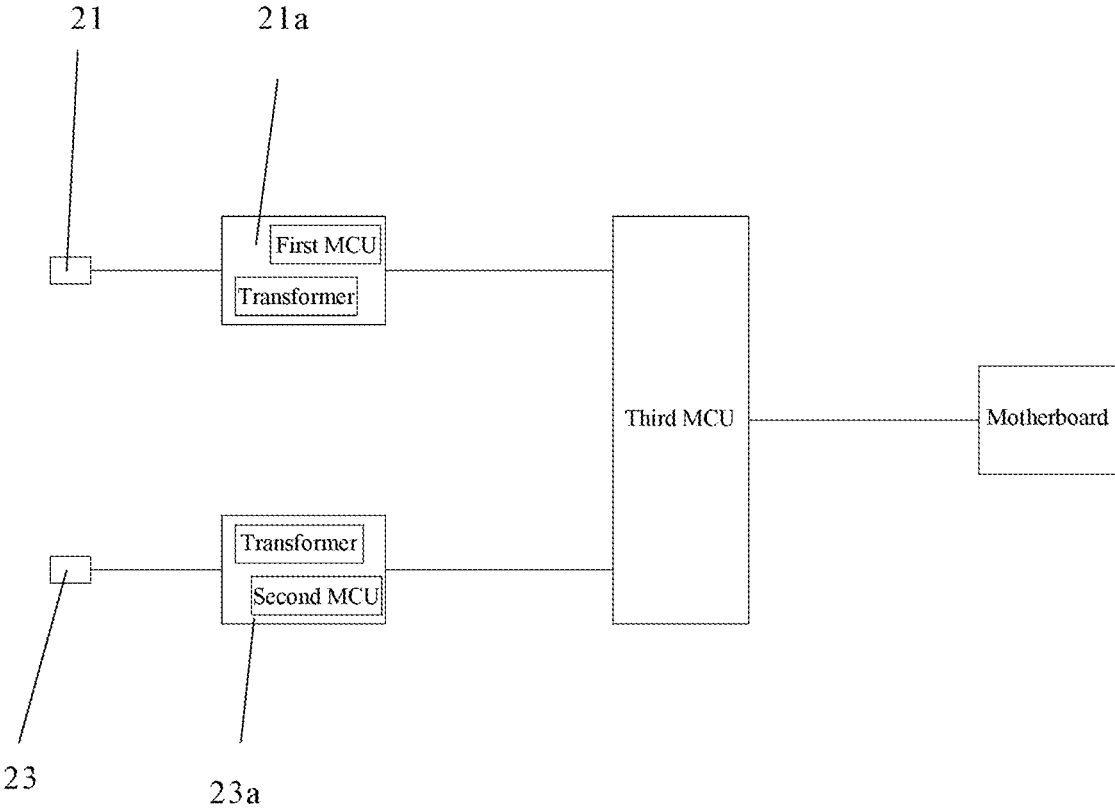 21
21a
First MCU
Transformer
Third MCU
Motherboard
Transformer
Second MCU
23
23a